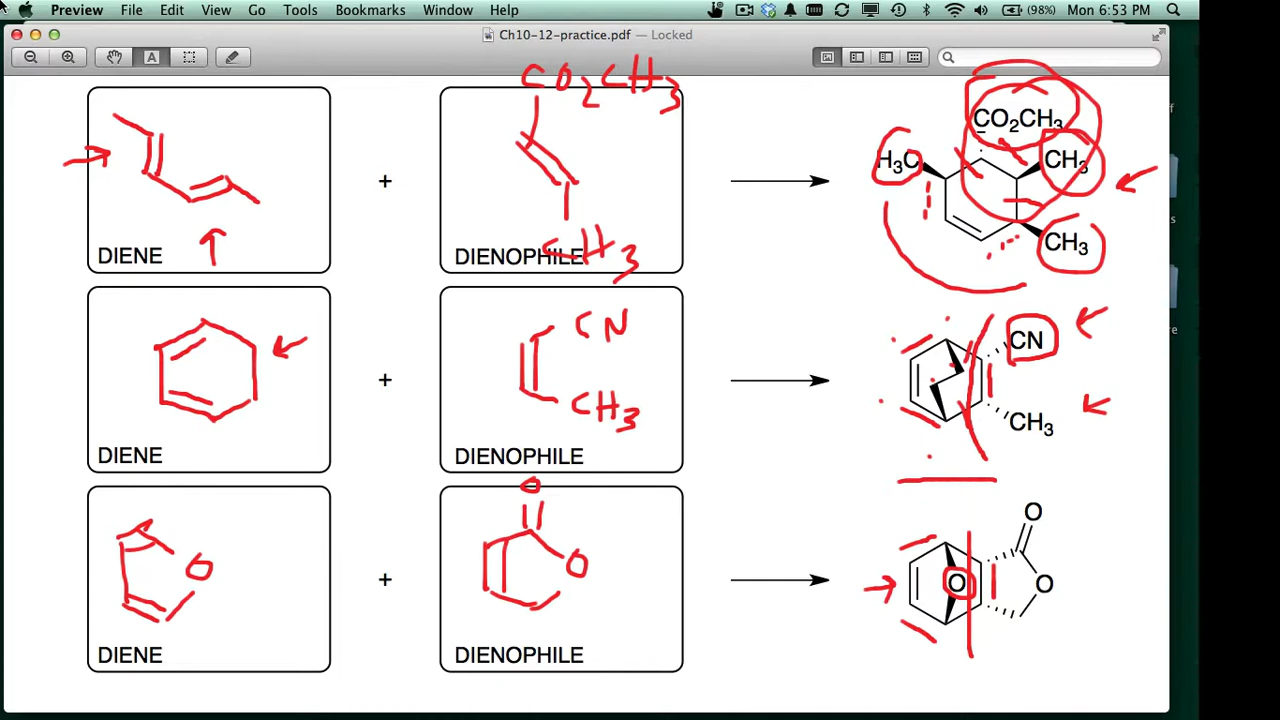 Preview File Edit View Go Tools Bookmarks Window Help (98%) Mon 6:53 PM
Ch10-12-practice.pdf — Locked
CO2CH3
CO2CH3
H3C
CH3
+
CH3
CH3
DIENE
DIENOPHILE
CN
CN
+
CH3
CH3
DIENE
DIENOPHILE
O
O
O
O
O
O
+
DIENE
DIENOPHILE